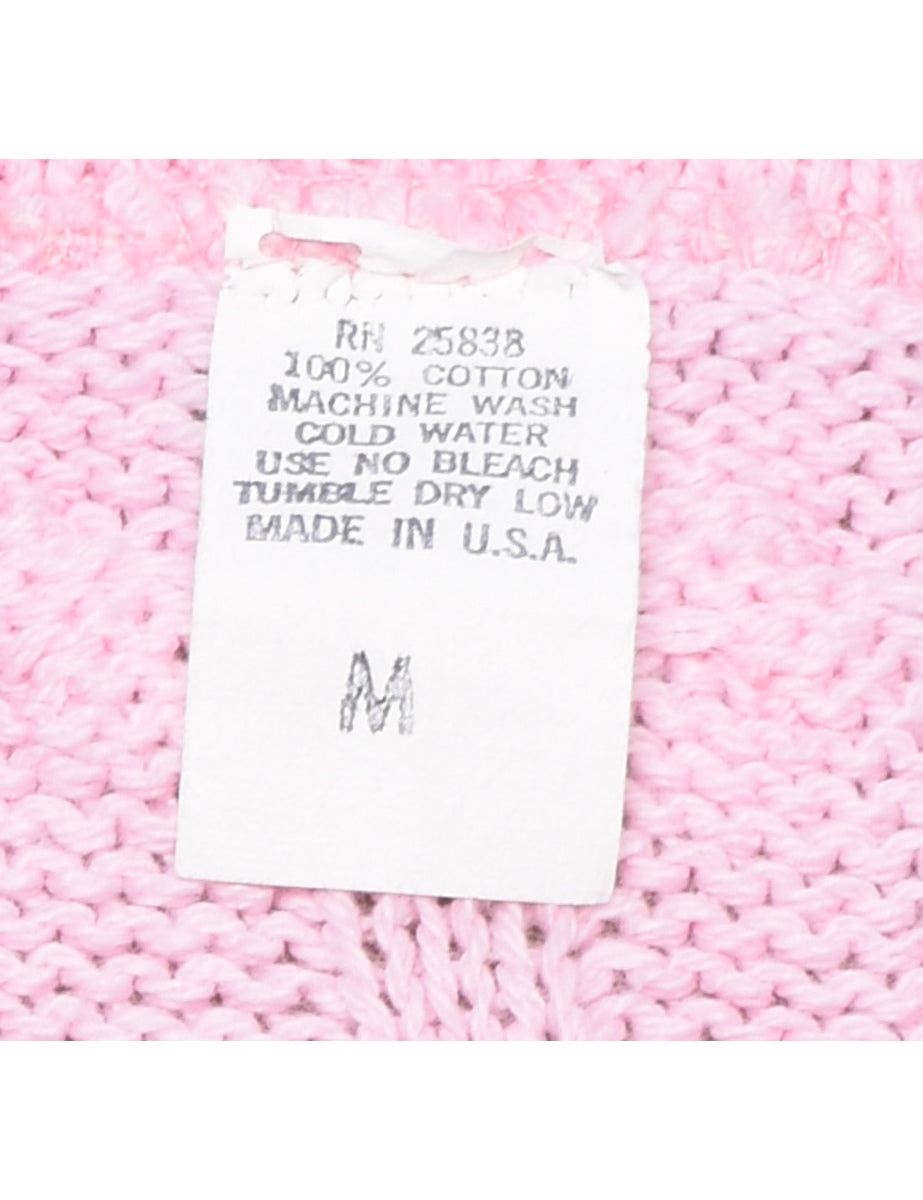 RN 25838
100% COTTON
MACHINE WASH
COLD WATER
USE NO BLEACH
TUMBLE DRY LOW
MADE IN U.S.A.
M